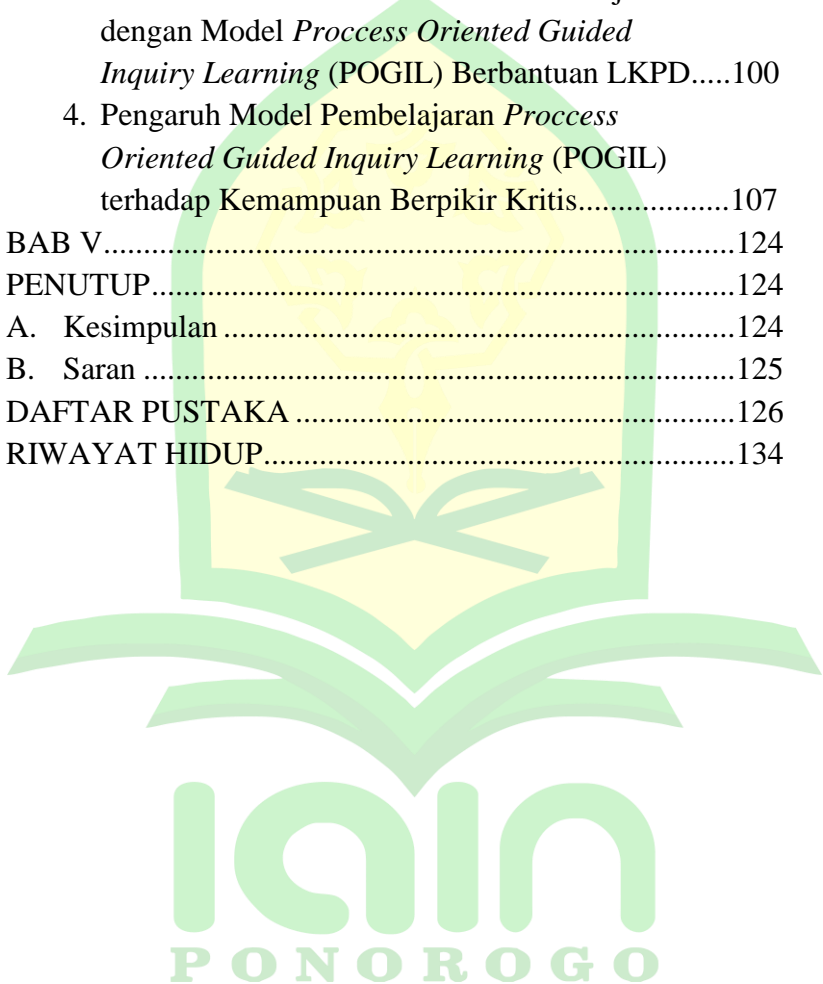 dengan Model Proccess Oriented Guided
Inquiry Learning (POGIL) Berbantuan LKPD.....100
4. Pengaruh Model Pembelajaran Proccess
Oriented Guided Inquiry Learning (POGIL)
terhadap Kemampuan Berpikir Kritis...................107
BAB V...............................................................................124
PENUTUP.........................................................................124
A. Kesimpulan ................................................................124
B. Saran ..........................................................................125
DAFTAR PUSTAKA .......................................................126
RIWAYAT HIDUP...........................................................134
iain
PONOROGO